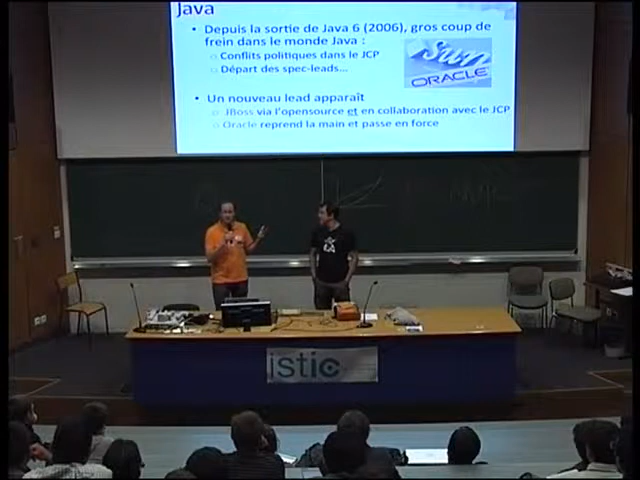 Java
• Depuis la sortie de Java 6 (2006), gros coup de
frein dans le monde Java :
○ Conflits politiques dans le JCP
○ Départ des spec-leads...
Sun
ORACLE
• Un nouveau lead apparaît
○ JBoss via l'opensource et en collaboration avec le JCP
○ Oracle reprend la main et passe en force
istic